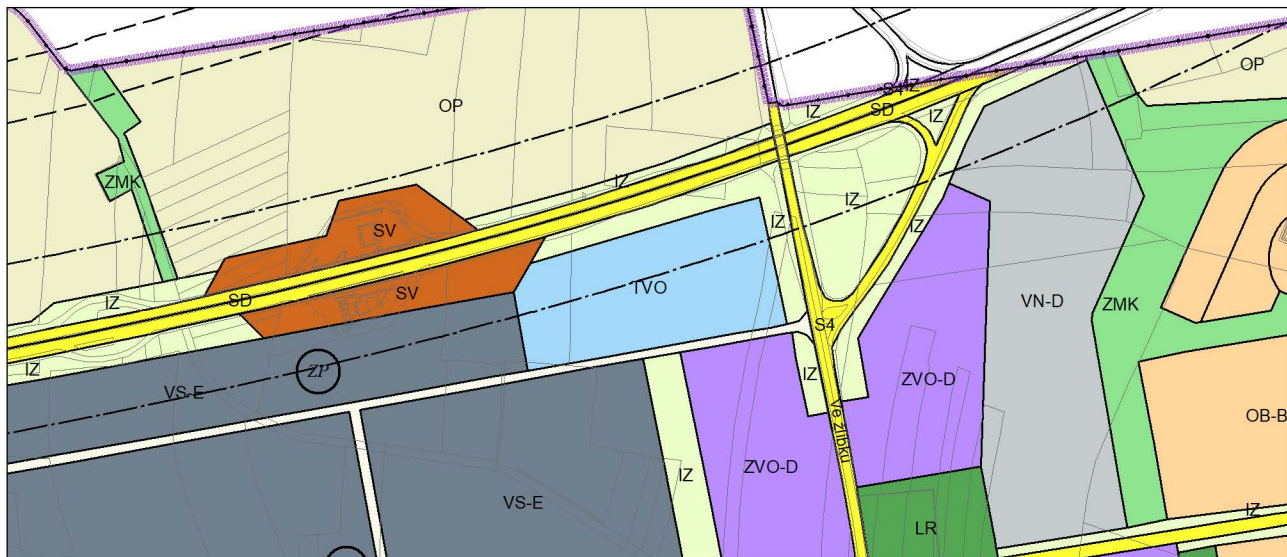 S4
IZ
OP
OP
SD
IZ
IZ
ZMK
IZ
IZ
SV
IZ
IZ
SV
TVO
IZ
SD
VN-D
ZMK
S4
IZ
ZP
IZ
ZVO-D
VS-E
OB-B
Ve žlíbku
ZVO-D
IZ
VS-E
IZ
LR